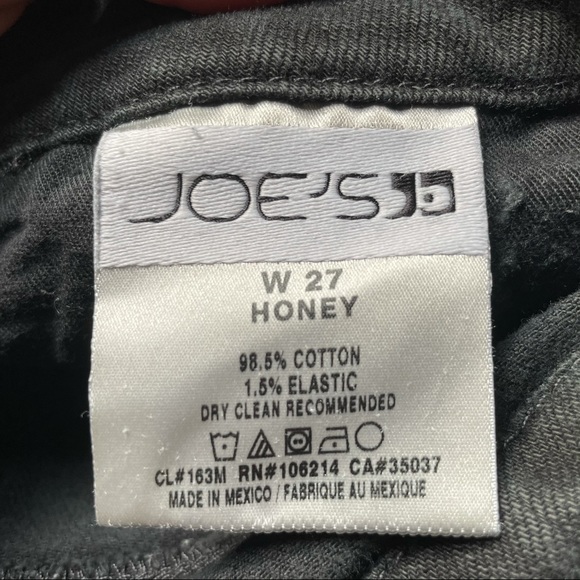 JOE'S
W 27
HONEY
98.5% COTTON
1.5% ELASTIC
DRY CLEAN RECOMMENDED
CL#163M RN#106214 CA#35037
MADE IN MEXICO / FABRIQUE AU MEXIQUE